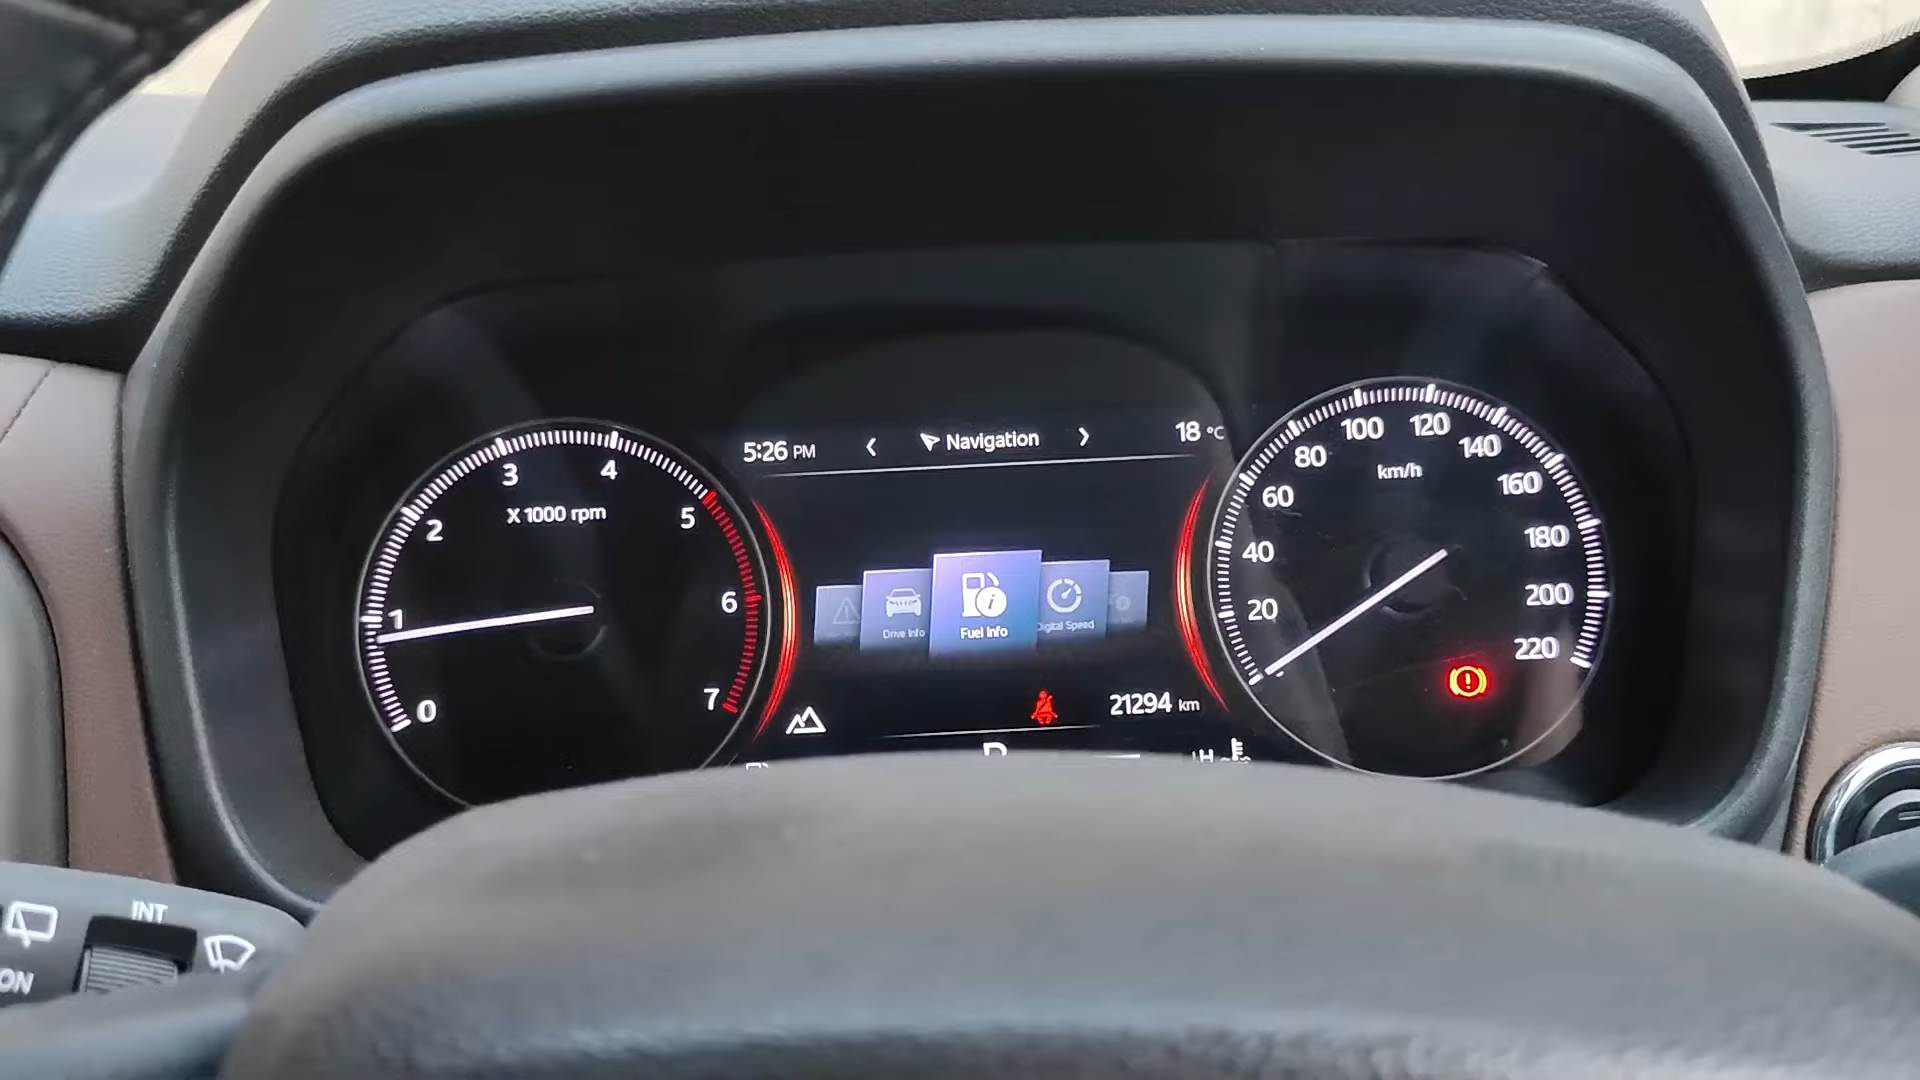 5:26 PM
Navigation
18 °C
X 1000 rpm
0
1
2
3
4
5
6
7
Drive Info
Fuel Info
Digital Speed
21294 km
H
km/h
20
40
60
80
100
120
140
160
180
200
220
INT
ON